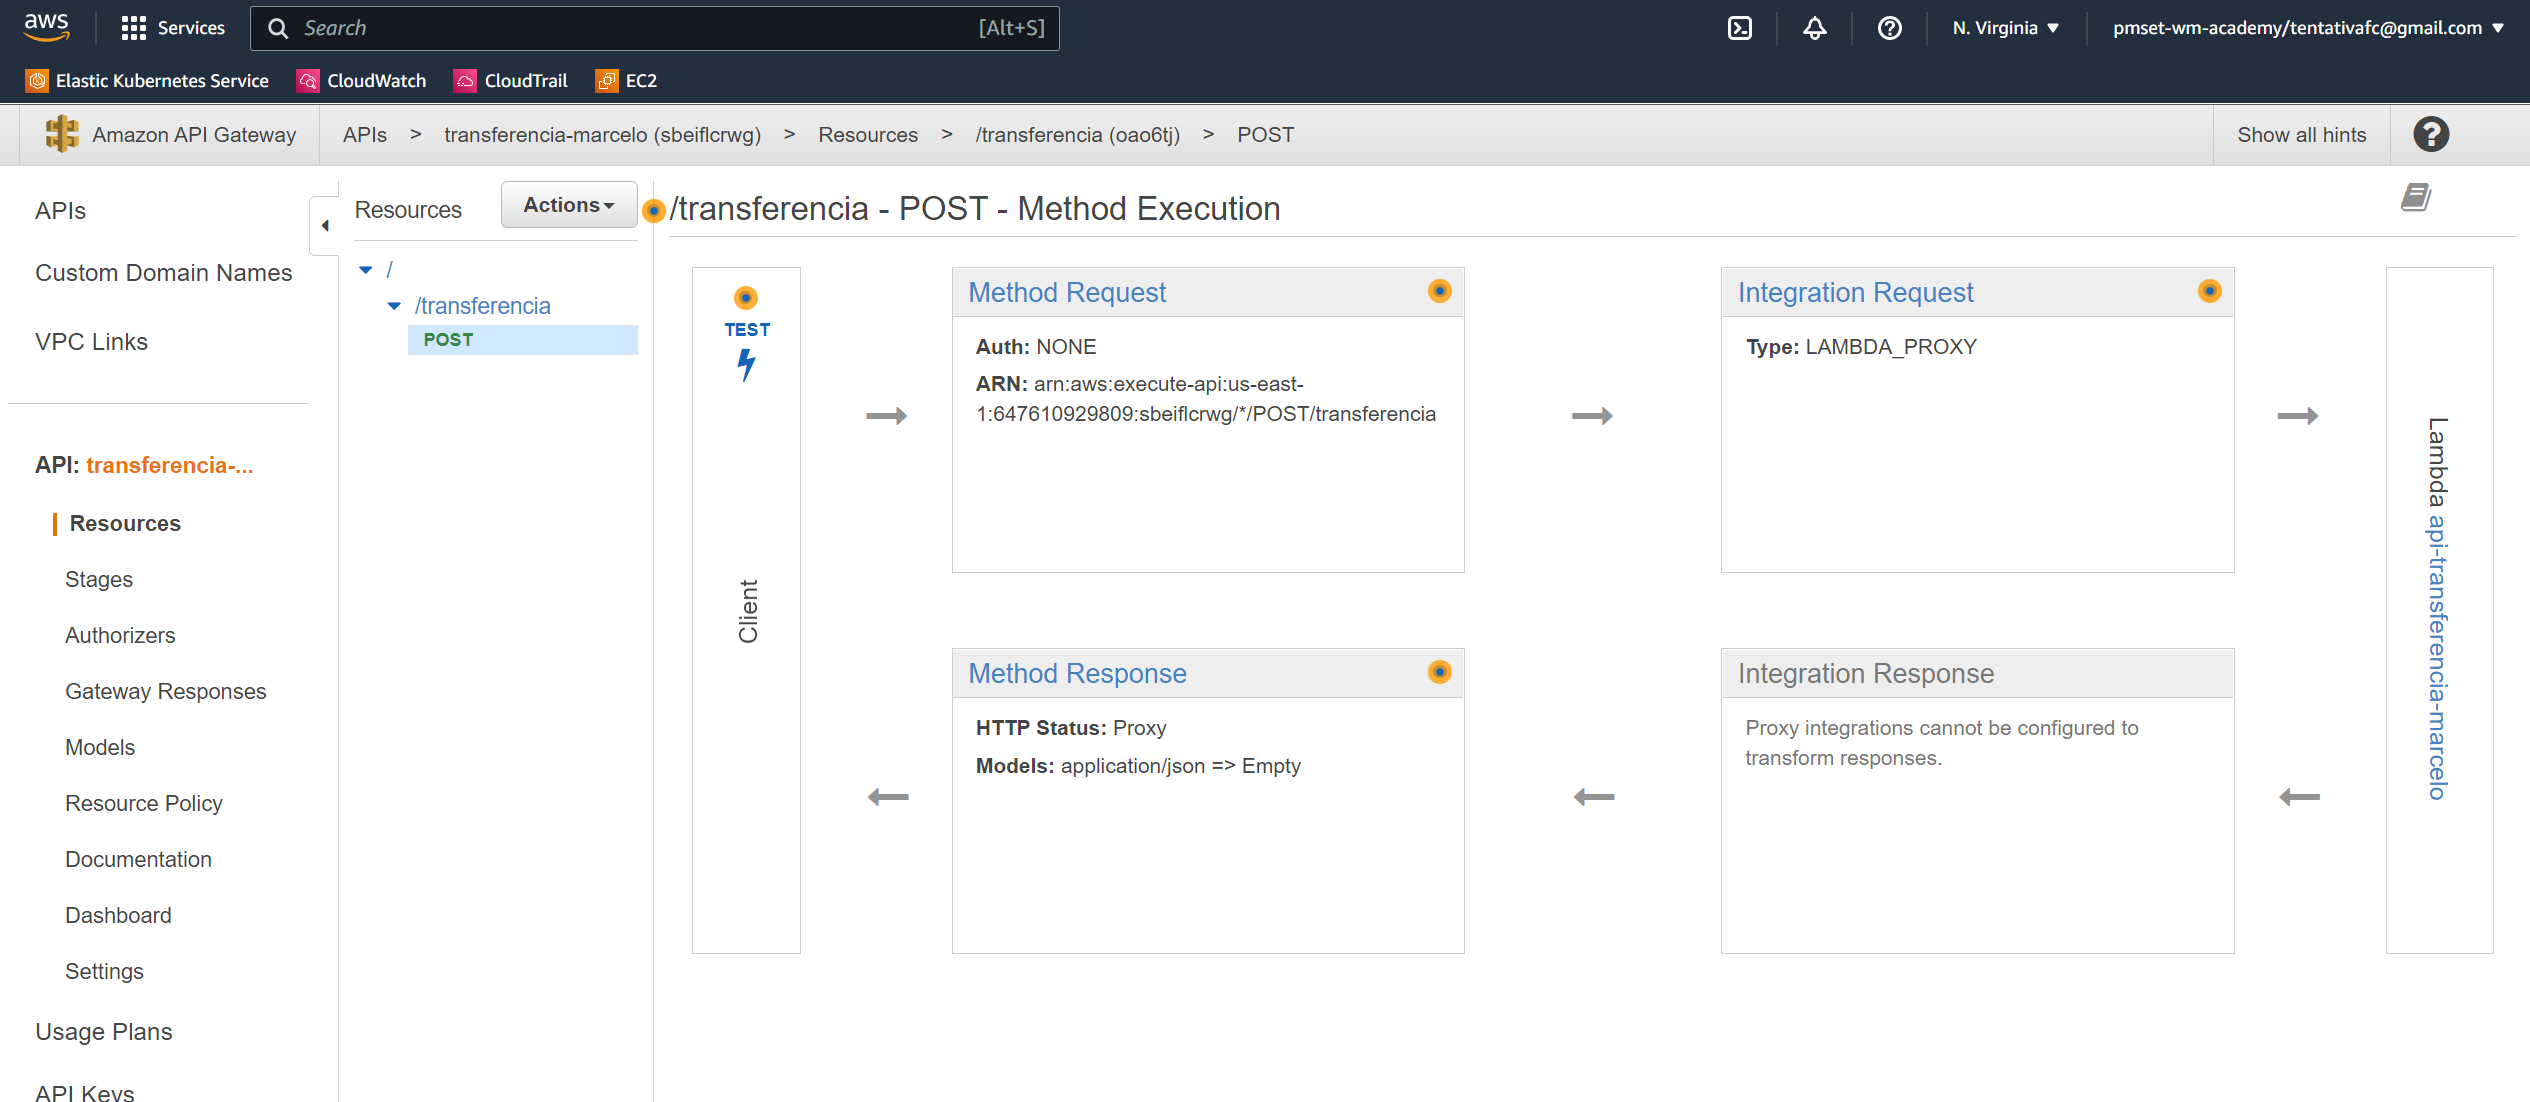 aws
Services
Search
[Alt+S]
N. Virginia
pmset-wm-academy/tentativafc@gmail.com
Elastic Kubernetes Service
CloudWatch
CloudTrail
EC2
Amazon API Gateway
APIs > transferencia-marcelo (sbeiflcrwg) > Resources > /transferencia (oao6tj) > POST
Show all hints
?
APIs
Custom Domain Names
VPC Links
API: transferencia-...
Resources
Stages
Authorizers
Gateway Responses
Models
Resource Policy
Documentation
Dashboard
Settings
Usage Plans
API Keys
Resources
Actions
/
/transferencia
POST
/transferencia - POST - Method Execution
TEST
Client
Method Request
Auth: NONE
ARN: arn:aws:execute-api:us-east-
1:647610929809:sbeiflcrwg/*/POST/transferencia
Integration Request
Type: LAMBDA_PROXY
Lambda api-transferencia-marcelo
Method Response
HTTP Status: Proxy
Models: application/json => Empty
Integration Response
Proxy integrations cannot be configured to
transform responses.